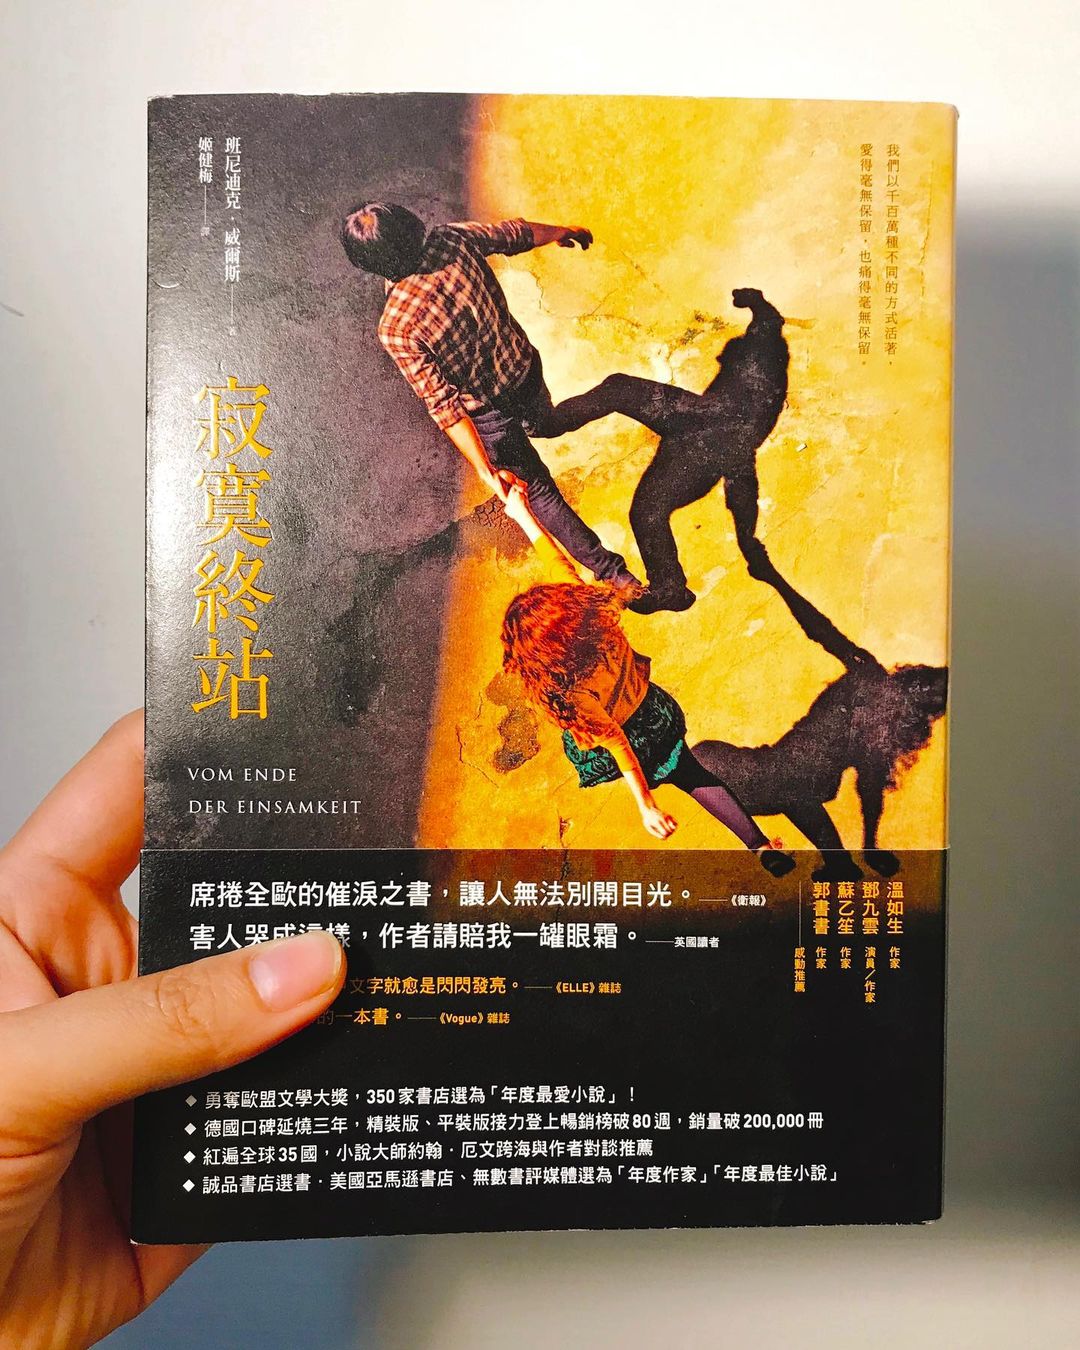 我們以千百萬種不同的方式活著，
愛得毫無保留，也痛得毫無保留。
班尼迪克・威爾斯——著
姬健梅——譯
寂寞終站
VOM ENDE
DER EINSAMKEIT
席捲全歐的催淚之書，讓人無法別開目光。——《衛報》
害人哭成這樣，作者請賠我一罐眼霜。——英國讀者
文字就愈是閃閃發亮。——《ELLE》雜誌
的一本書。——《Vogue》雜誌
溫如生 作家
鄧九雲 演員／作家
蘇乙笙 作家
郭書書 作家
——感動推薦
◆ 勇奪歐盟文學大獎，350家書店選為「年度最愛小說」！
◆ 德國口碑延燒三年，精裝版、平裝版接力登上暢銷榜破80週，銷量破200,000冊
◆ 紅遍全球35國，小說大師約翰・厄文跨海與作者對談推薦
◆ 誠品書店選書・美國亞馬遜書店、無數書評媒體選為「年度作家」「年度最佳小說」